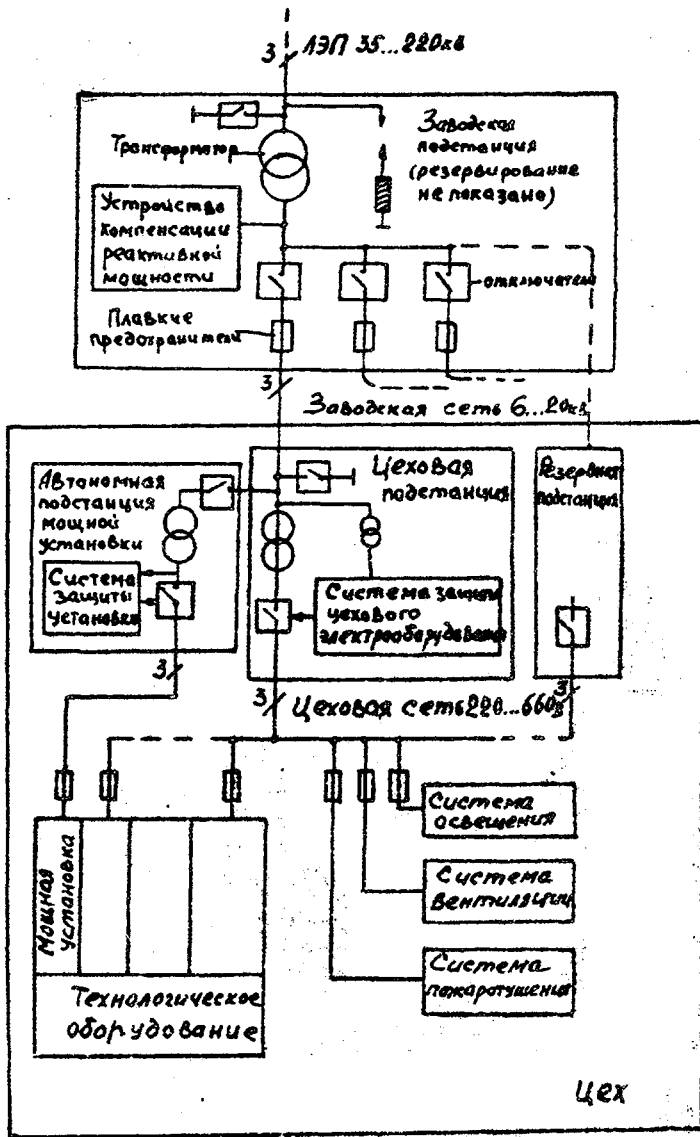 3 ЛЭП 35...220кв
Трансформатор
Заводская
подстанция
(резервирование
не показано)
Устройство
компенсации
реактивной
мощности
отключатели
Плавкие
предохранители
3
Заводская сеть 6...20кв
Автономная
подстанция
мощной
установки
Система
защиты
установки
3
Цеховая
подстанция
Система защиты
цехового
электрооборудования
3
Цеховая сеть 220...660в
Резервная
подстанция
3
Система
освещения
Система
вентиляции
Система
пожаротушения
Мощная
установка
Технологическое
оборудование
Цех